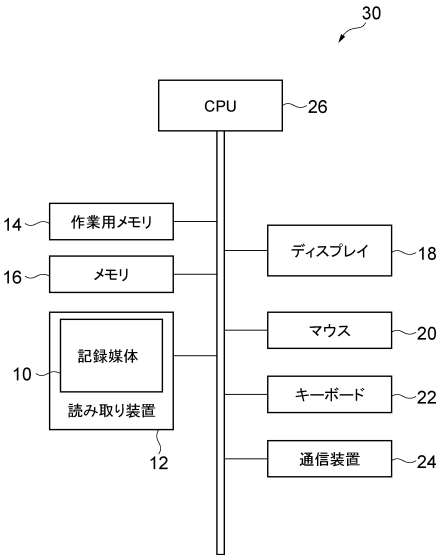 30
CPU
26
作業用メモリ
14
ディスプレイ
18
メモリ
16
マウス
20
記録媒体
10
キーボード
22
読み取り装置
12
通信装置
24